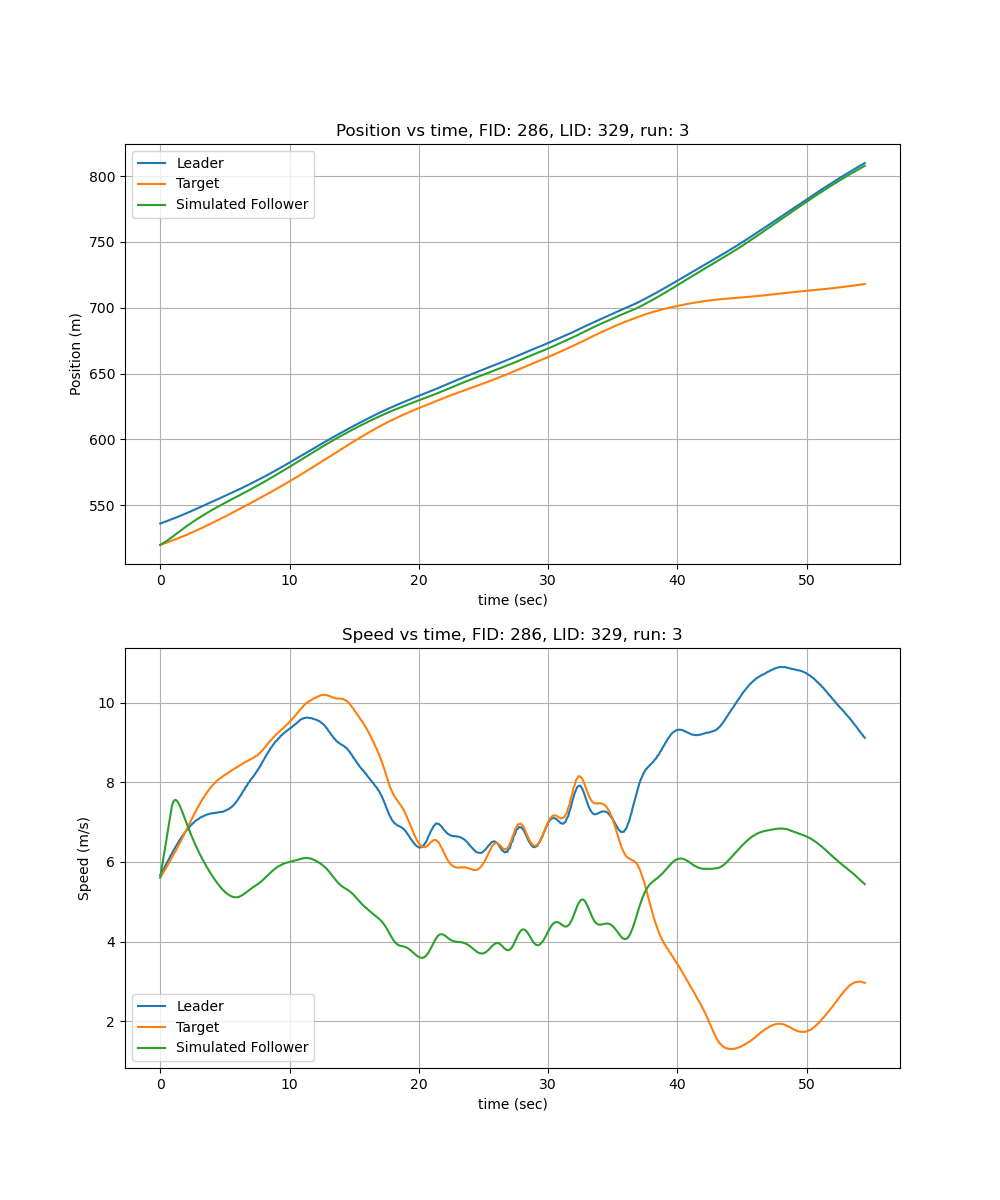 Position vs time, FID: 286, LID: 329, run: 3
Leader
Target
Simulated Follower
800
750
700
650
600
550
Position (m)
0 10 20 30 40 50
time (sec)
Speed vs time, FID: 286, LID: 329, run: 3
10
8
6
4
2
Speed (m/s)
Leader
Target
Simulated Follower
0 10 20 30 40 50
time (sec)